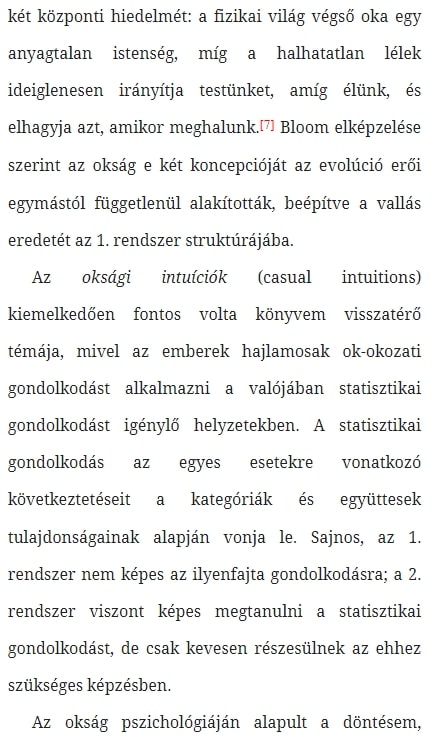 két központi hiedelmét: a fizikai világ végső oka egy
anyagtalan istenség, míg a halhatatlan lélek
ideiglenesen irányítja testünket, amíg élünk, és
elhagyja azt, amikor meghalunk.[7] Bloom elképzelése
szerint az okság e két koncepcióját az evolúció erői
egymástól függetlenül alakították, beépítve a vallás
eredetét az 1. rendszer struktúrájába.
Az oksági intuíciók (casual intuitions)
kiemelkedően fontos volta könyvem visszatérő
témája, mivel az emberek hajlamosak ok-okozati
gondolkodást alkalmazni a valójában statisztikai
gondolkodást igénylő helyzetekben. A statisztikai
gondolkodás az egyes esetekre vonatkozó
következtetéseit a kategóriák és együttesek
tulajdonságainak alapján vonja le. Sajnos, az 1.
rendszer nem képes az ilyenfajta gondolkodásra; a 2.
rendszer viszont képes megtanulni a statisztikai
gondolkodást, de csak kevesen részesülnek az ehhez
szükséges képzésben.
Az okság pszichológiáján alapult a döntésem,